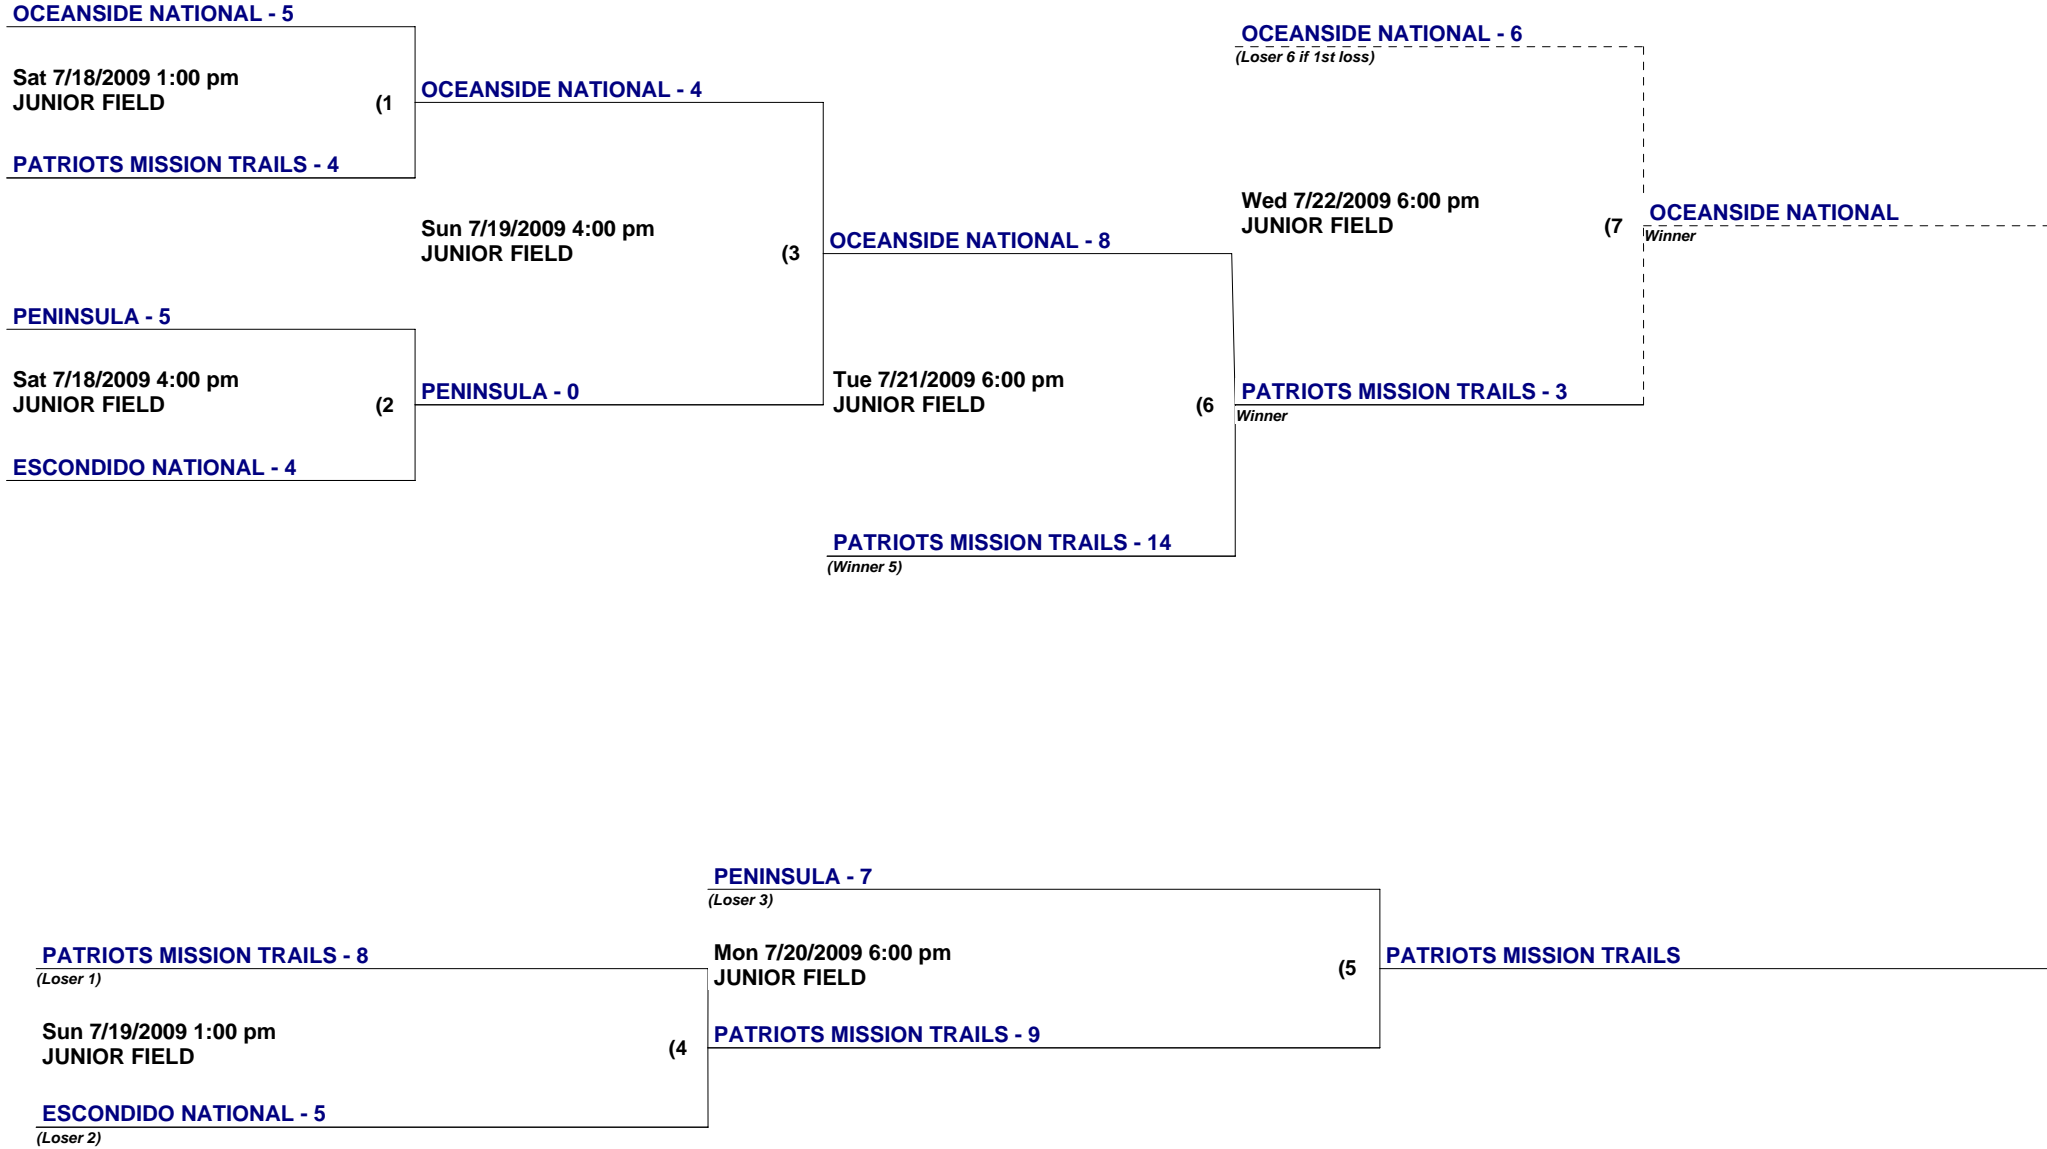 OCEANSIDE NATIONAL - 5
Sat 7/18/2009 1:00 pm
JUNIOR FIELD
(1
PATRIOTS MISSION TRAILS - 4
OCEANSIDE NATIONAL - 4
Sun 7/19/2009 4:00 pm
JUNIOR FIELD
(3
PENINSULA - 5
Sat 7/18/2009 4:00 pm
JUNIOR FIELD
(2
ESCONDIDO NATIONAL - 4
PENINSULA - 0
OCEANSIDE NATIONAL - 8
Tue 7/21/2009 6:00 pm
JUNIOR FIELD
(6
PATRIOTS MISSION TRAILS - 14
(Winner 5)
OCEANSIDE NATIONAL - 6
(Loser 6 if 1st loss)
Wed 7/22/2009 6:00 pm
JUNIOR FIELD
(7
PATRIOTS MISSION TRAILS - 3
Winner
OCEANSIDE NATIONAL
Winner
PENINSULA - 7
(Loser 3)
PATRIOTS MISSION TRAILS - 8
(Loser 1)
Sun 7/19/2009 1:00 pm
JUNIOR FIELD
(4
ESCONDIDO NATIONAL - 5
(Loser 2)
Mon 7/20/2009 6:00 pm
JUNIOR FIELD
(5
PATRIOTS MISSION TRAILS - 9
PATRIOTS MISSION TRAILS